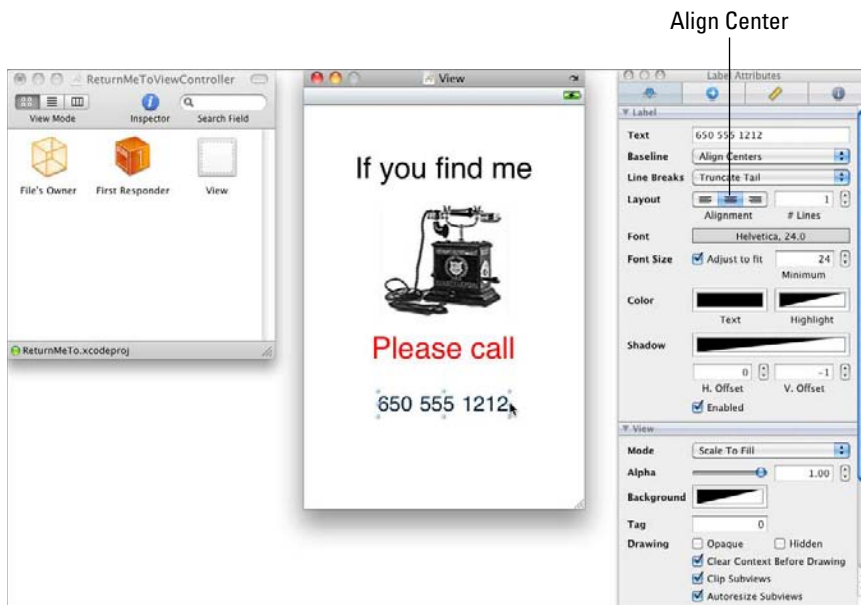 Align Center
ReturnMeToViewController
View Mode
Inspector
Search Field
File's Owner
First Responder
View
ReturnMeTo.xcodeproj
View
If you find me
Please call
650 555 1212
Label Attributes
Label
Text 650 555 1212
Baseline Align Centers
Line Breaks Truncate Tail
Layout 1
Alignment # Lines
Font Helvetica, 24.0
Font Size Adjust to fit 24
Minimum
Color
Text Highlight
Shadow
0 -1
H. Offset V. Offset
Enabled
View
Mode Scale To Fill
Alpha 1.00
Background
Tag 0
Drawing Opaque Hidden
Clear Context Before Drawing
Clip Subviews
Autoresize Subviews